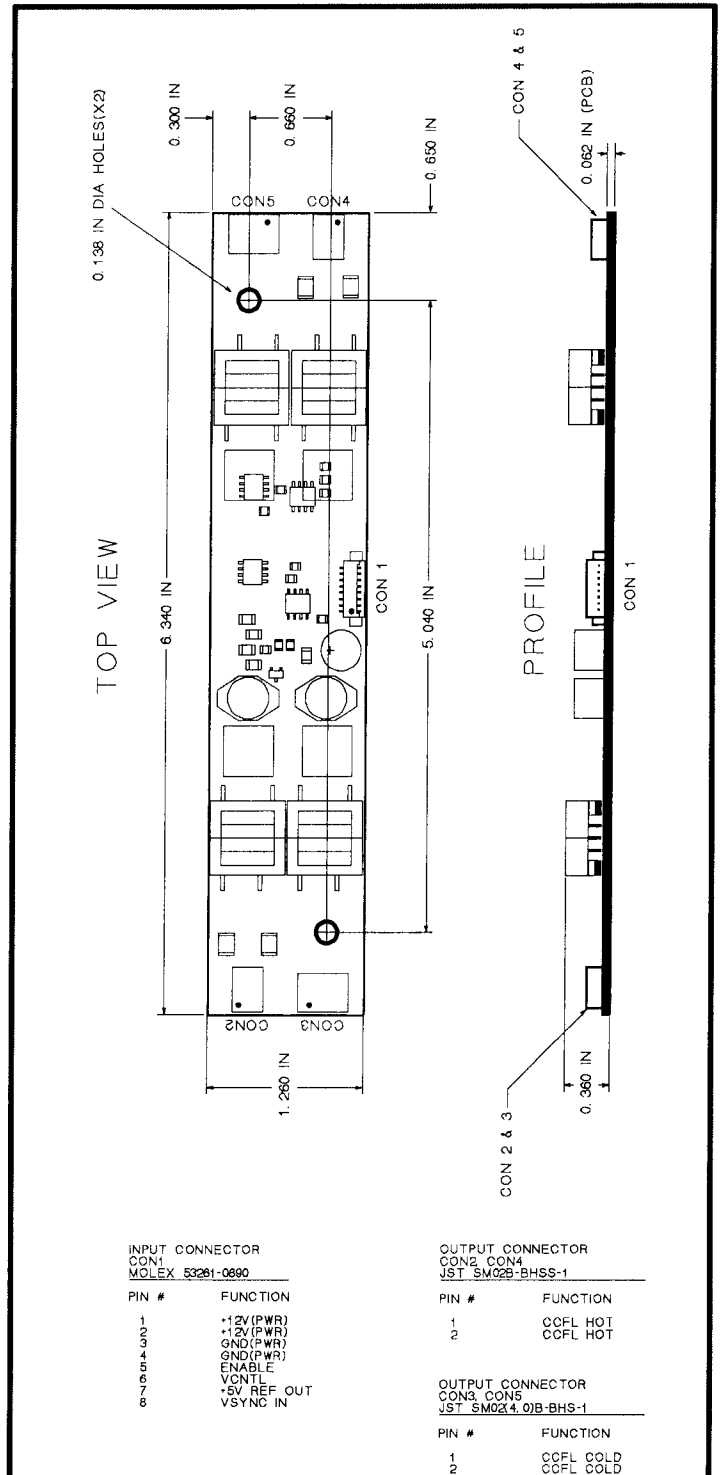 0.138 IN DIA HOLES(X2)
0.300 IN
0.660 IN
0.650 IN
CON5
CON4
TOP VIEW
6.340 IN
CON 1
5.040 IN
CON2
CON3
1.260 IN
CON 4 & 5
0.062 IN (PCB)
PROFILE
CON 1
CON 2 & 3
0.360 IN
INPUT CONNECTOR
CON1
MOLEX 53261-0890
PIN # FUNCTION
1 +12V(PWR)
2 +12V(PWR)
3 GND(PWR)
4 GND(PWR)
5 ENABLE
6 VCNTL
7 +5V REF OUT
8 VSYNC IN
OUTPUT CONNECTOR
CON2, CON4
JST SM02B-BHSS-1
PIN # FUNCTION
1 CCFL HOT
2 CCFL HOT
OUTPUT CONNECTOR
CON3, CON5
JST SM02(4.0)B-BHS-1
PIN # FUNCTION
1 CCFL COLD
2 CCFL COLD